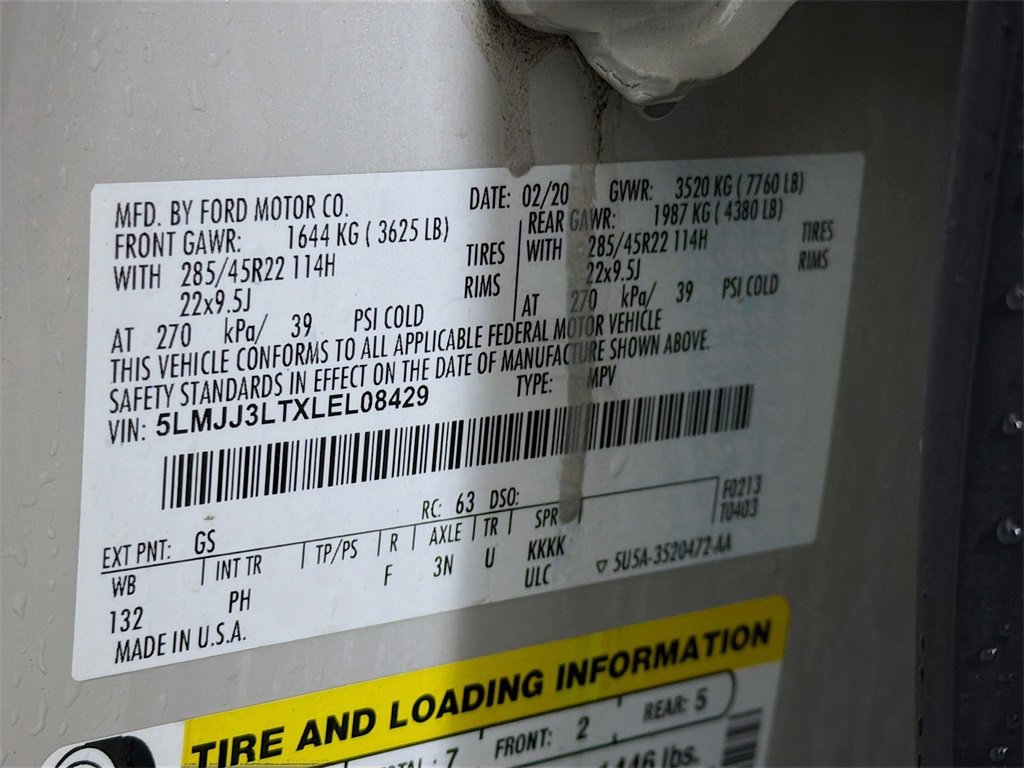 MFD. BY FORD MOTOR CO. DATE: 02/20 GVWR: 3520 KG ( 7760 LB)
FRONT GAWR: 1644 KG ( 3625 LB) REAR GAWR: 1987 KG ( 4380 LB)
WITH 285/45R22 114H TIRES WITH 285/45R22 114H TIRES
22x9.5J RIMS 22x9.5J RIMS
AT 270 kPa/ 39 PSI COLD AT 270 kPa/ 39 PSI COLD
THIS VEHICLE CONFORMS TO ALL APPLICABLE FEDERAL MOTOR VEHICLE
SAFETY STANDARDS IN EFFECT ON THE DATE OF MANUFACTURE SHOWN ABOVE.
VIN: 5LMJJ3LTXLEL08429 TYPE: MPV
EXT PNT: GS RC: 63 DSO: F0213
T0403
WB INT TR TP/PS R AXLE TR SPR
132 PH F 3N U KKKK
ULC 5U5A-3520472-AA
MADE IN U.S.A.
TIRE AND LOADING INFORMATION
7 FRONT: 2 REAR: 5
lbs.